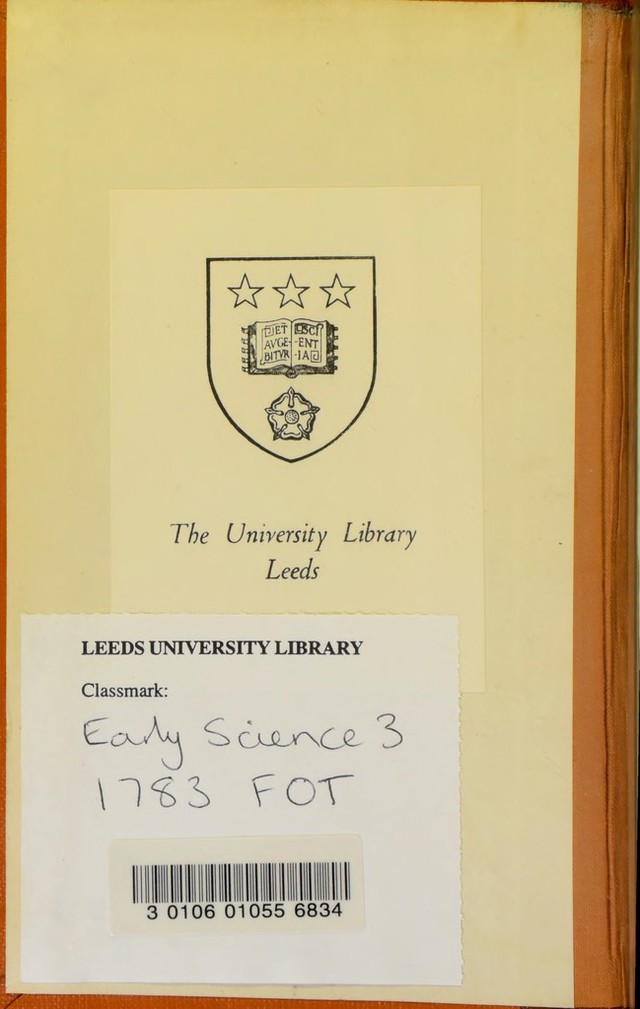 ET
AVGE-
BITVR
SCI
-ENT
-IA
The University Library
Leeds
LEEDS UNIVERSITY LIBRARY
Classmark:
Early Science 3
1783 FOT
3 0106 01055 6834